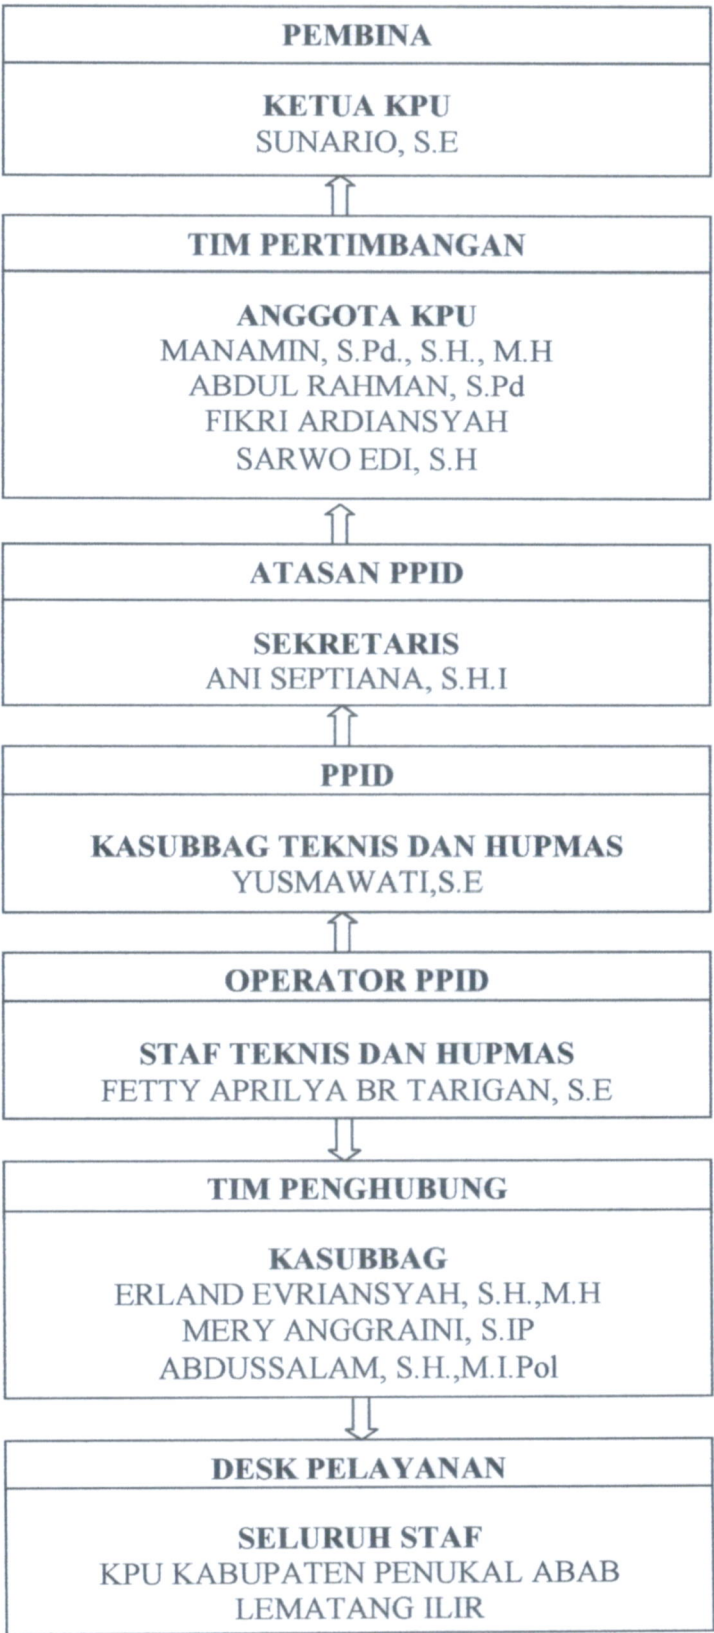 PEMBINA
KETUA KPU
SUNARIO, S.E
TIM PERTIMBANGAN
ANGGOTA KPU
MANAMIN, S.Pd., S.H., M.H
ABDUL RAHMAN, S.Pd
FIKRI ARDIANSYAH
SARWO EDI, S.H
ATASAN PPID
SEKRETARIS
ANI SEPTIANA, S.H.I
PPID
KASUBBAG TEKNIS DAN HUPMAS
YUSMAWATI,S.E
OPERATOR PPID
STAF TEKNIS DAN HUPMAS
FETTY APRILYA BR TARIGAN, S.E
TIM PENGHUBUNG
KASUBBAG
ERLAND EVRIANSYAH, S.H.,M.H
MERY ANGGRAINI, S.IP
ABDUSSALAM, S.H.,M.I.Pol
DESK PELAYANAN
SELURUH STAF
KPU KABUPATEN PENUKAL ABAB
LEMATANG ILIR